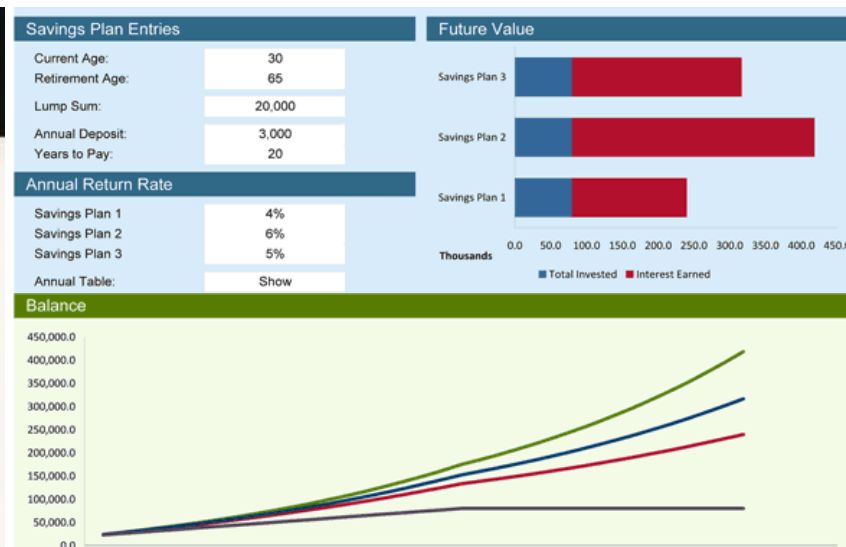 Savings Plan Entries
Current Age: 30
Retirement Age: 65
Lump Sum: 20,000
Annual Deposit: 3,000
Years to Pay: 20
Annual Return Rate
Savings Plan 1 4%
Savings Plan 2 6%
Savings Plan 3 5%
Annual Table: Show
Future Value
Savings Plan 3
Savings Plan 2
Savings Plan 1
0.0 50.0 100.0 150.0 200.0 250.0 300.0 350.0 400.0 450.
Thousands
Total Invested Interest Earned
Balance
450,000.0
400,000.0
350,000.0
300,000.0
250,000.0
200,000.0
150,000.0
100,000.0
50,000.0
0.0